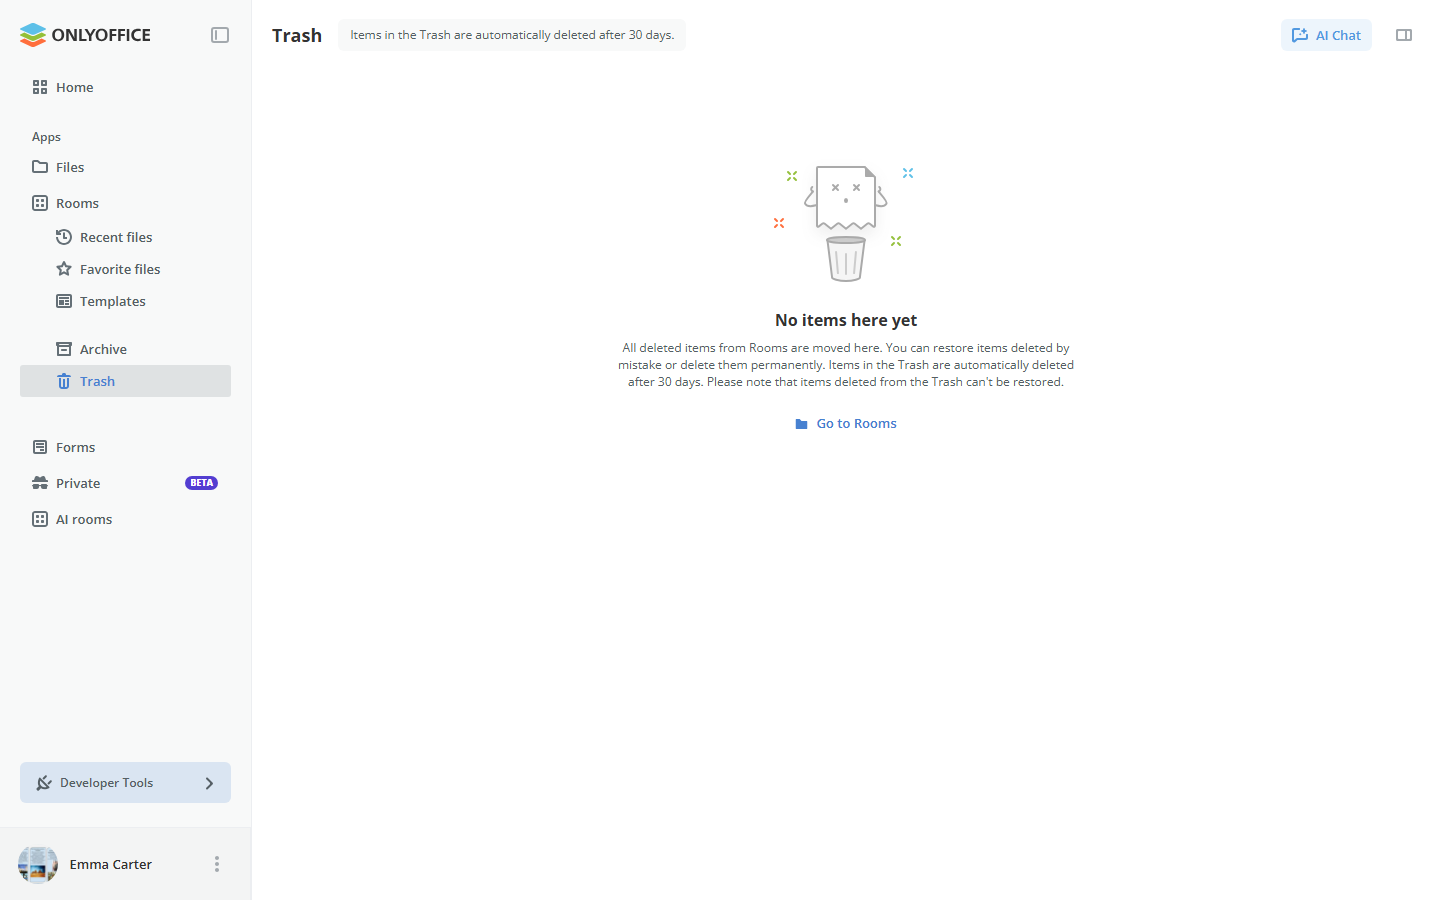 ONLYOFFICE
Home
Apps
Files
Rooms
Recent files
Favorite files
Templates
Archive
Trash
Forms
Private
BETA
AI rooms
Developer Tools
Emma Carter
Trash
Items in the Trash are automatically deleted after 30 days.
AI Chat
No items here yet
All deleted items from Rooms are moved here. You can restore items deleted by
mistake or delete them permanently. Items in the Trash are automatically deleted
after 30 days. Please note that items deleted from the Trash can't be restored.
Go to Rooms